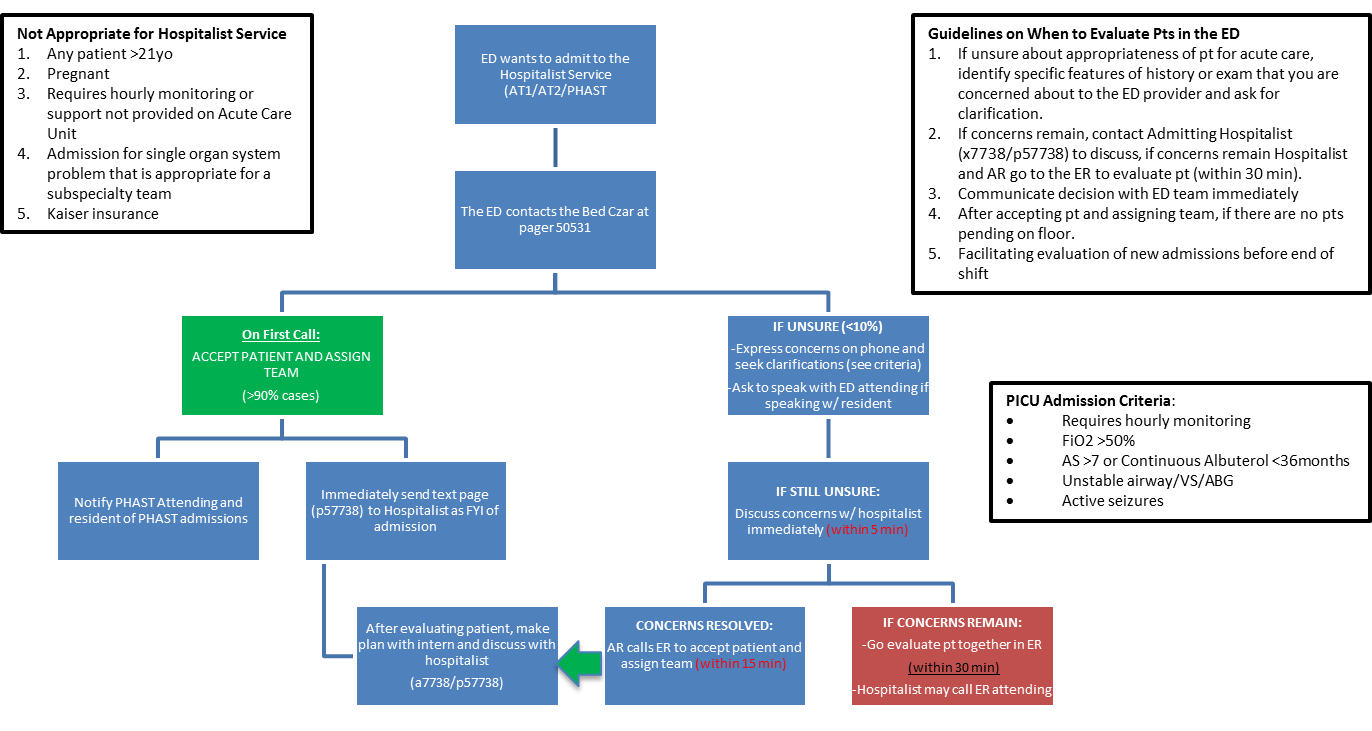 Not Appropriate for Hospitalist Service
1. Any patient >21yo
2. Pregnant
3. Requires hourly monitoring or
support not provided on Acute Care
Unit
4. Admission for single organ system
problem that is appropriate for a
subspecialty team
5. Kaiser insurance
ED wants to admit to the
Hospitalist Service
(AT1/AT2/PHAST
Guidelines on When to Evaluate Pts in the ED
1. If unsure about appropriateness of pt for acute care,
identify specific features of history or exam that you are
concerned about to the ED provider and ask for
clarification.
2. If concerns remain, contact Admitting Hospitalist
(x7738/p57738) to discuss, if concerns remain Hospitalist
and AR go to the ER to evaluate pt (within 30 min).
3. Communicate decision with ED team immediately
4. After accepting pt and assigning team, if there are no pts
pending on floor.
5. Facilitating evaluation of new admissions before end of
shift
The ED contacts the Bed Czar at
pager 50531
On First Call:
ACCEPT PATIENT AND ASSIGN
TEAM
(>90% cases)
IF UNSURE (<10%)
-Express concerns on phone and
seek clarifications (see criteria)
-Ask to speak with ED attending if
speaking w/ resident
PICU Admission Criteria:
• Requires hourly monitoring
• FiO2 >50%
• AS >7 or Continuous Albuterol <36months
• Unstable airway/VS/ABG
• Active seizures
Notify PHAST Attending and
resident of PHAST admissions
Immediately send text page
(p57738) to Hospitalist as FYI of
admission
IF STILL UNSURE:
Discuss concerns w/ hospitalist
immediately (within 5 min)
After evaluating patient, make
plan with intern and discuss with
hospitalist
(a7738/p57738)
CONCERNS RESOLVED:
AR calls ER to accept patient and
assign team (within 15 min)
IF CONCERNS REMAIN:
-Go evaluate pt together in ER
(within 30 min)
-Hospitalist may call ER attending